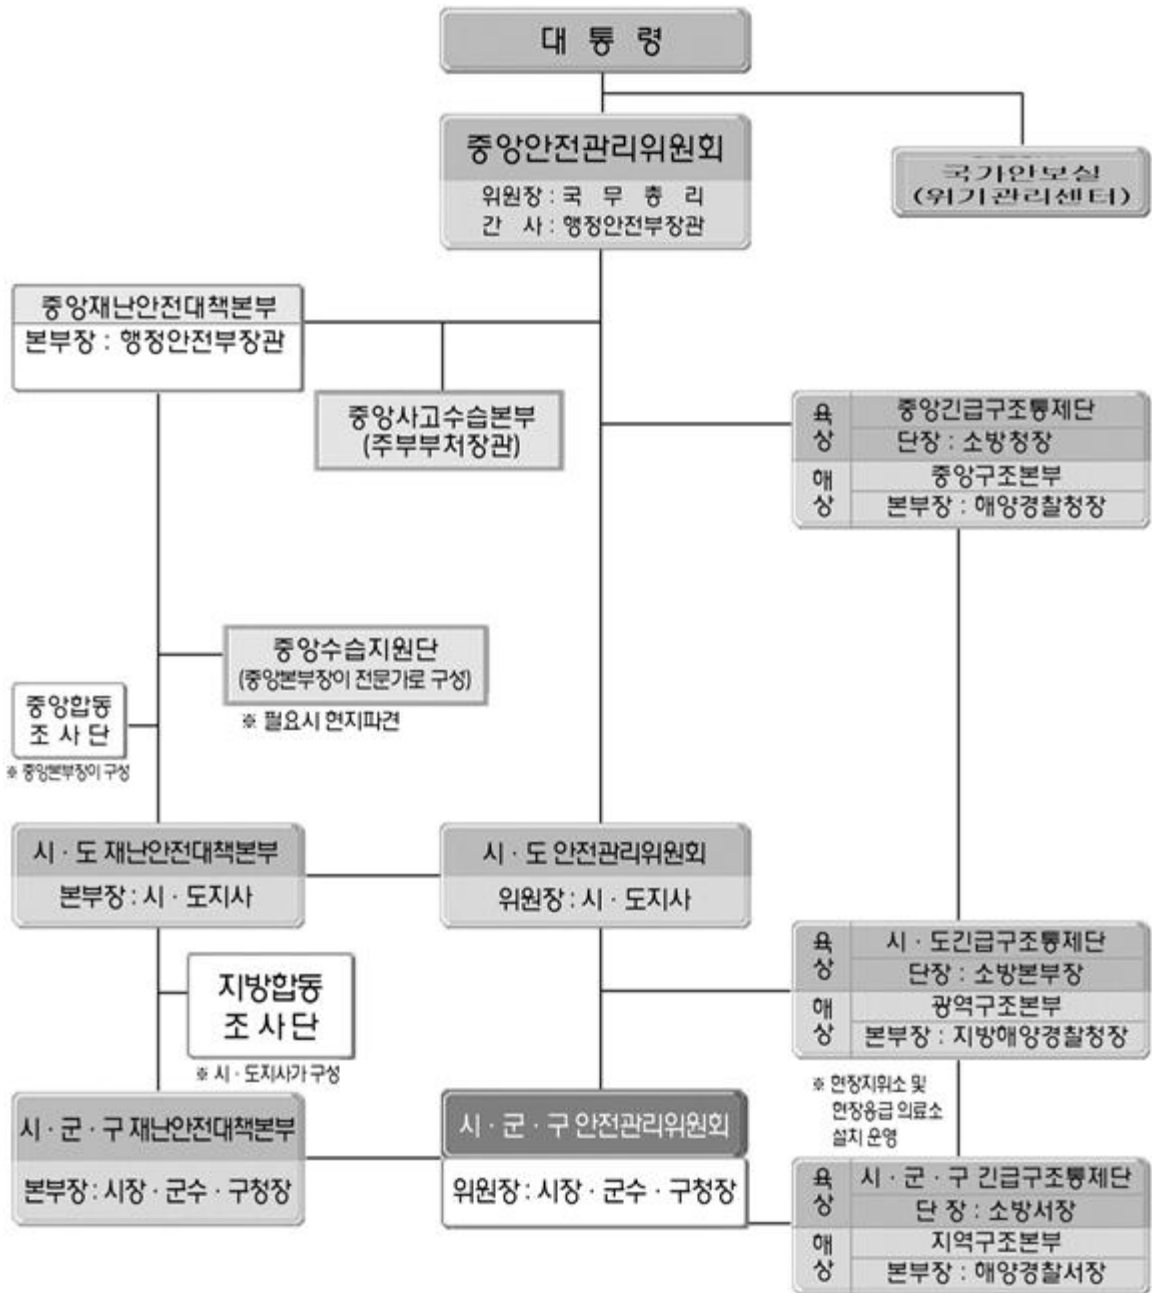 대 통 령
중앙안전관리위원회
위원장 : 국 무 총 리
간 사 : 행정안전부장관
국가안보실
(위기관리센터)
중앙재난안전대책본부
본부장 : 행정안전부장관
중앙사고수습본부
(주부부처장관)
육상
중앙긴급구조통제단
단장 : 소방청장
해상
중앙구조본부
본부장 : 해양경찰청장
중앙수습지원단
(중앙본부장이 전문가로 구성)
※ 필요시 현지파견
중앙합동
조 사 단
※ 중앙본부장이 구성
시 · 도 재난안전대책본부
본부장 : 시 · 도지사
시 · 도 안전관리위원회
위원장 : 시 · 도지사
육상
시 · 도긴급구조통제단
단장 : 소방본부장
해상
광역구조본부
본부장 : 지방해양경찰청장
지방합동
조 사 단
※ 시 · 도지사가 구성
※ 현장지휘소 및
현장응급 의료소
설치 운영
시 · 군 · 구 재난안전대책본부
본부장 : 시장 · 군수 · 구청장
시 · 군 · 구 안전관리위원회
위원장 : 시장 · 군수 · 구청장
육상
시 · 군 · 구 긴급구조통제단
단 장 : 소방서장
해상
지역구조본부
본부장 : 해양경찰서장